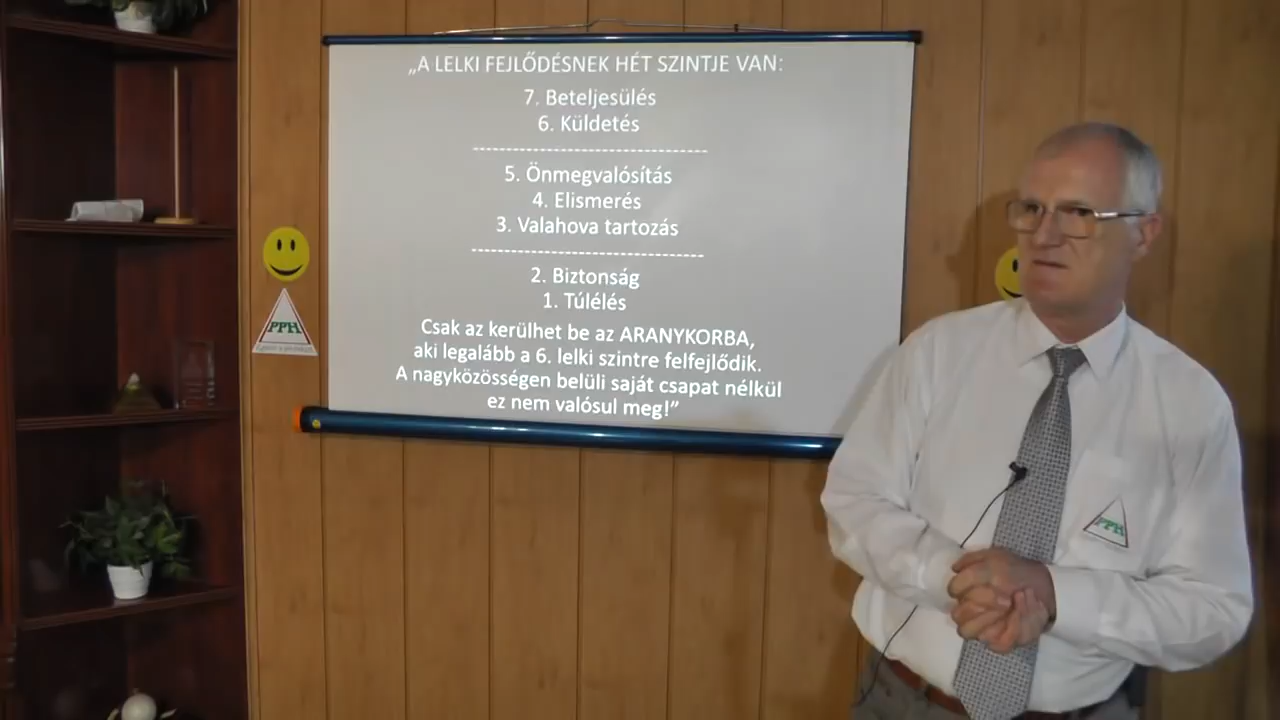 „A LELKI FEJLŐDÉSNEK HÉT SZINTJE VAN:
7. Beteljesülés
6. Küldetés
--------------------------------
5. Önmegvalósítás
4. Elismerés
3. Valahova tartozás
--------------------------------
2. Biztonság
1. Túlélés
Csak az kerülhet be az ARANYKORBA,
aki legalább a 6. lelki szintre felfejlődik.
A nagyközösségen belüli saját csapat nélkül
ez nem valósul meg!”
PPH
PPH